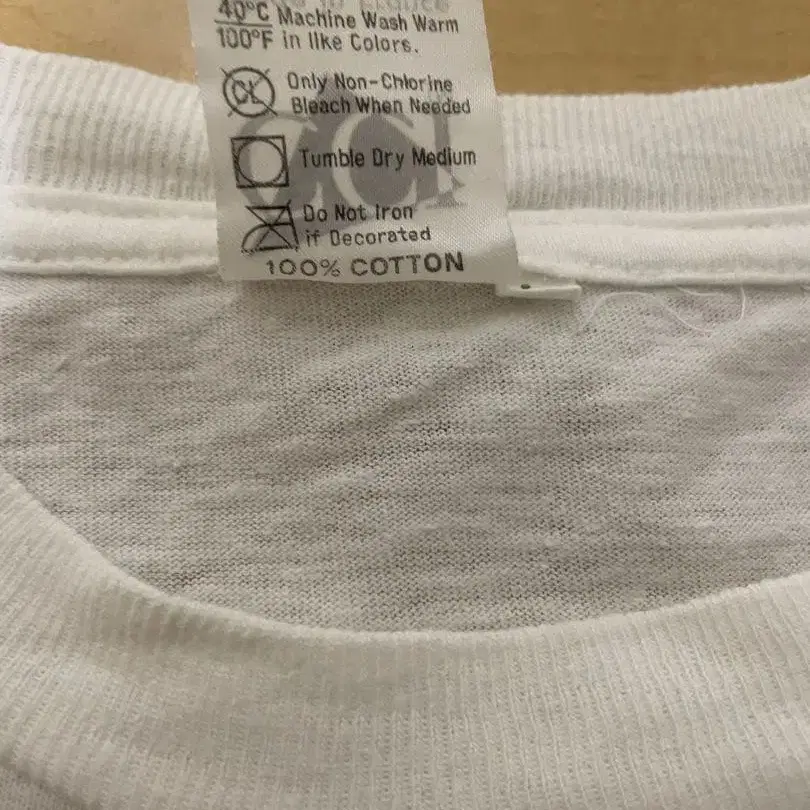 40°C Machine Wash Warm
100°F in like Colors.
CL Only Non-Chlorine
Bleach When Needed
Tumble Dry Medium
Do Not Iron
if Decorated
100% COTTON